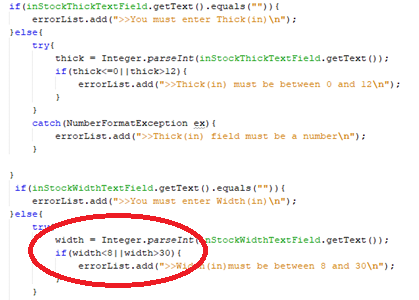 if(inStockThickTextField.getText().equals("")){
errorList.add(">>You must enter Thick(in)\n");
}else{
try{
thick = Integer.parseInt(inStockThickTextField.getText());
if(thick<=0||thick>12){
errorList.add(">>Thick(in) must be between 0 and 12\n");
}
}
catch(NumberFormatException ex){
errorList.add(">>Thick(in) field must be a number\n");
}
}
if(inStockWidthTextField.getText().equals("")){
errorList.add(">>You must enter Width(in)\n");
}else{
try
width = Integer.parseInt(inStockWidthTextField.getText());
if(width<8||width>30){
errorList.add(">>Width(in)must be between 8 and 30\n");
}